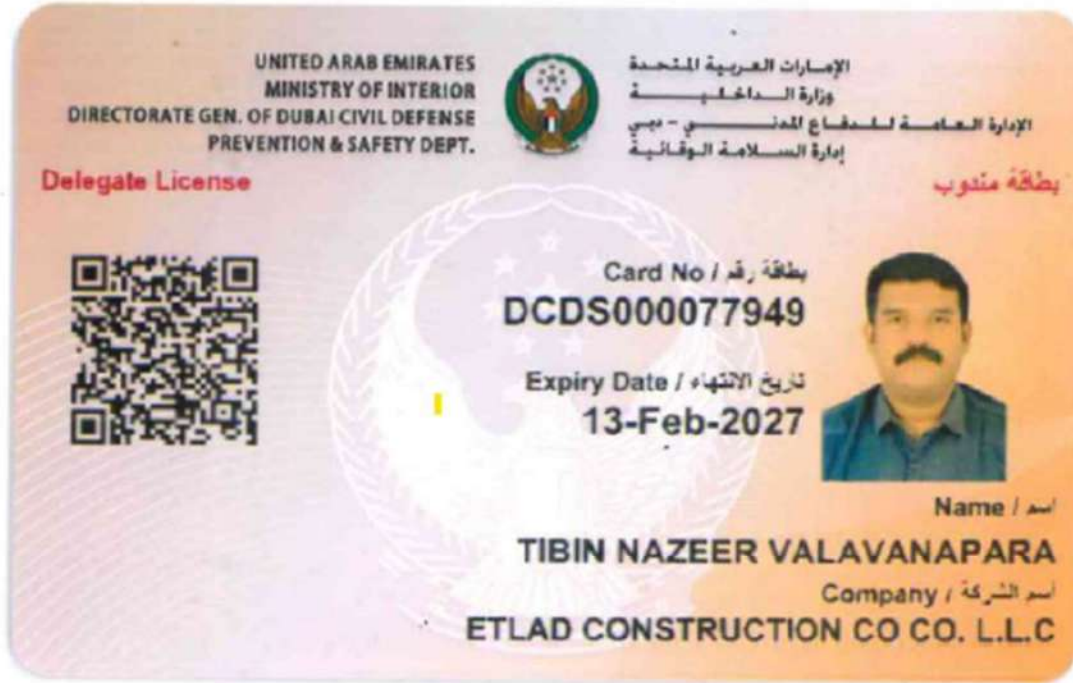 UNITED ARAB EMIRATES
MINISTRY OF INTERIOR
DIRECTORATE GEN. OF DUBAI CIVIL DEFENSE
PREVENTION & SAFETY DEPT.
الإمارات العربية المتحدة
وزارة الداخلية
الإدارة العامة للدفاع المدني - دبي
إدارة السلامة الوقائية
Delegate License
بطاقة مندوب
Card No / بطاقة رقم
DCDS000077949
Expiry Date / تاريخ الانتهاء
13-Feb-2027
Name / اسم
TIBIN NAZEER VALAVANAPARA
Company / أسم الشركة
ETLAD CONSTRUCTION CO CO. L.L.C